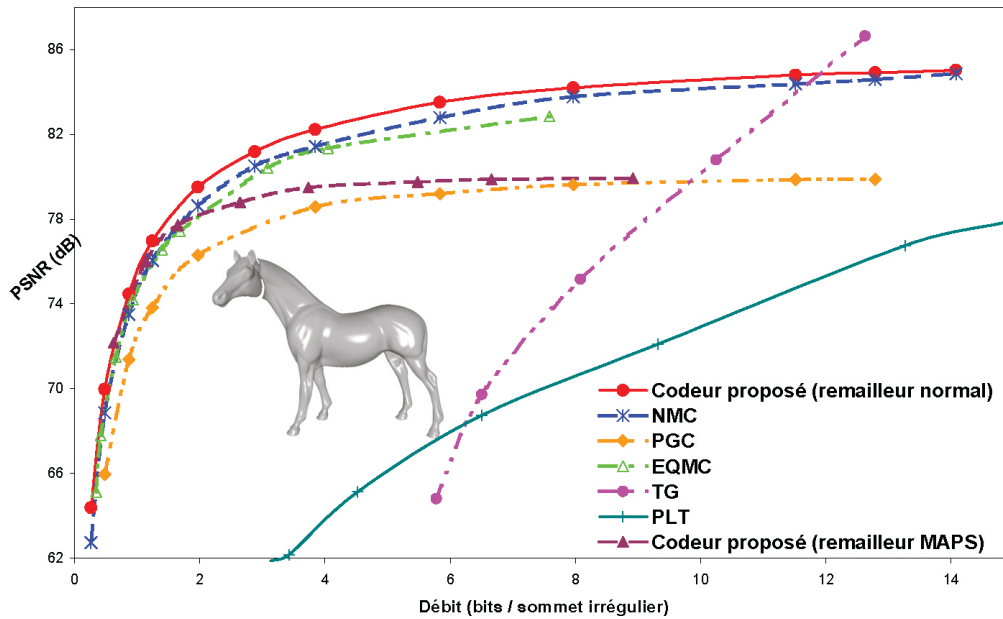 86
82
78
74
70
66
62
PSNR (dB)
0
2
4
6
8
10
12
14
Débit (bits / sommet irrégulier)
Codeur proposé (remailleur normal)
NMC
PGC
EQMC
TG
PLT
Codeur proposé (remailleur MAPS)